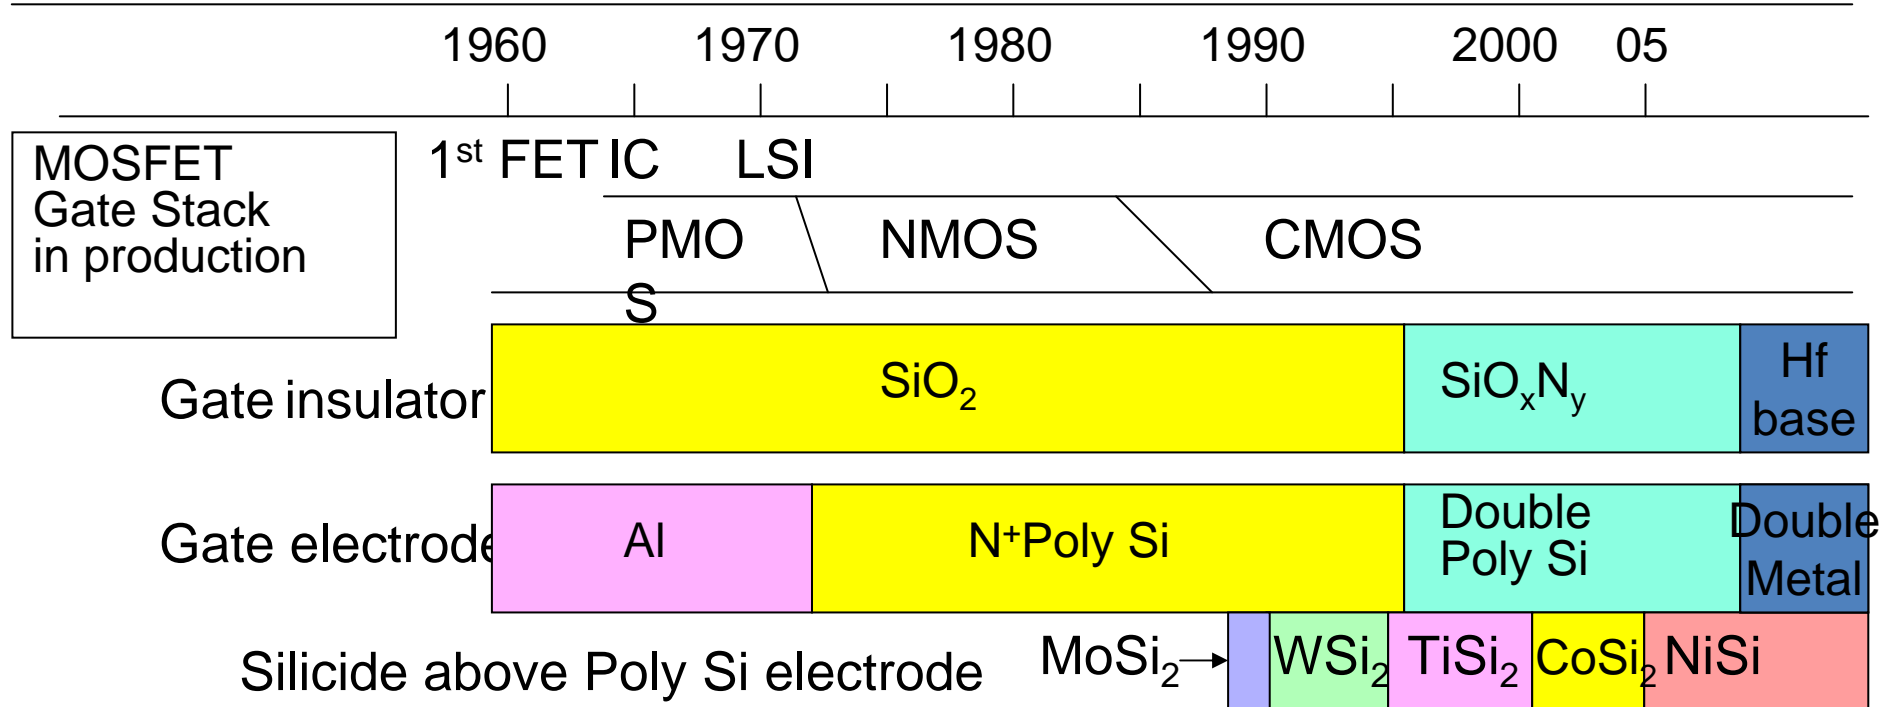 1960 1970 1980 1990 2000 05
MOSFET
Gate Stack
in production
1st FET IC LSI
PMO
S
NMOS
CMOS
Gate insulator
SiO2
SiOxNy
Hf
base
Gate electrode
Al
N+Poly Si
Double
Poly Si
Double
Metal
Silicide above Poly Si electrode
MoSi2
WSi2
TiSi2
CoSi2
NiSi